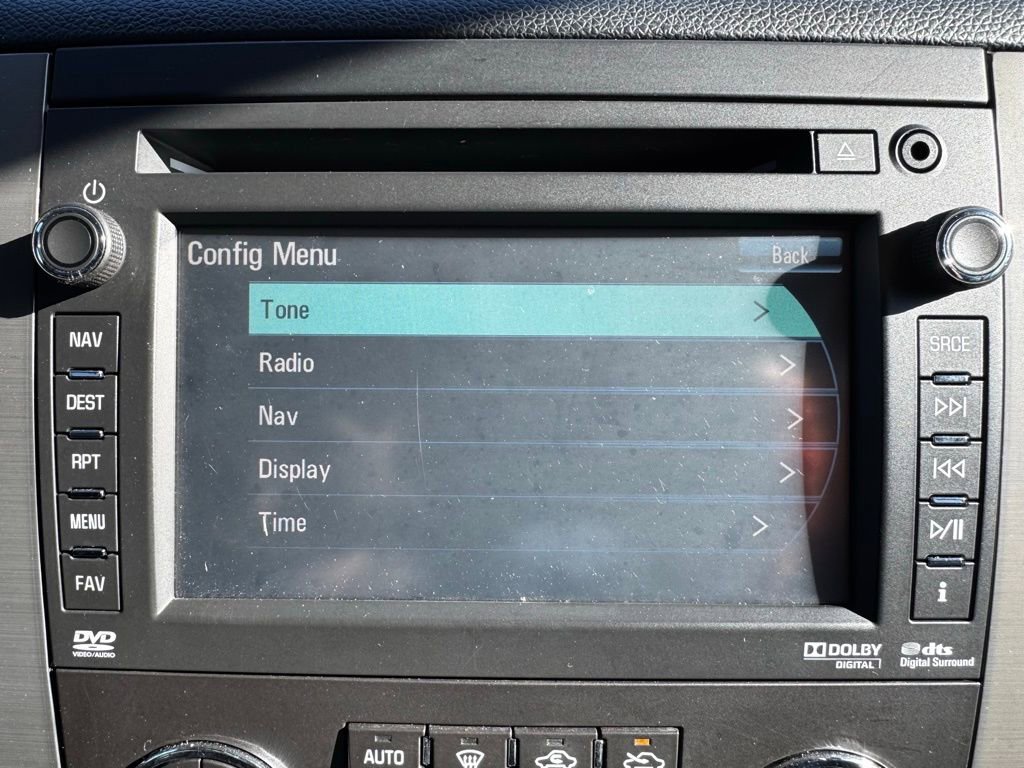 Config Menu
Back
Tone
Radio
Nav
Display
Time
NAV
DEST
RPT
MENU
FAV
SRCE
i
DVD
VIDEO/AUDIO
DOLBY
DIGITAL
dts
Digital Surround
AUTO